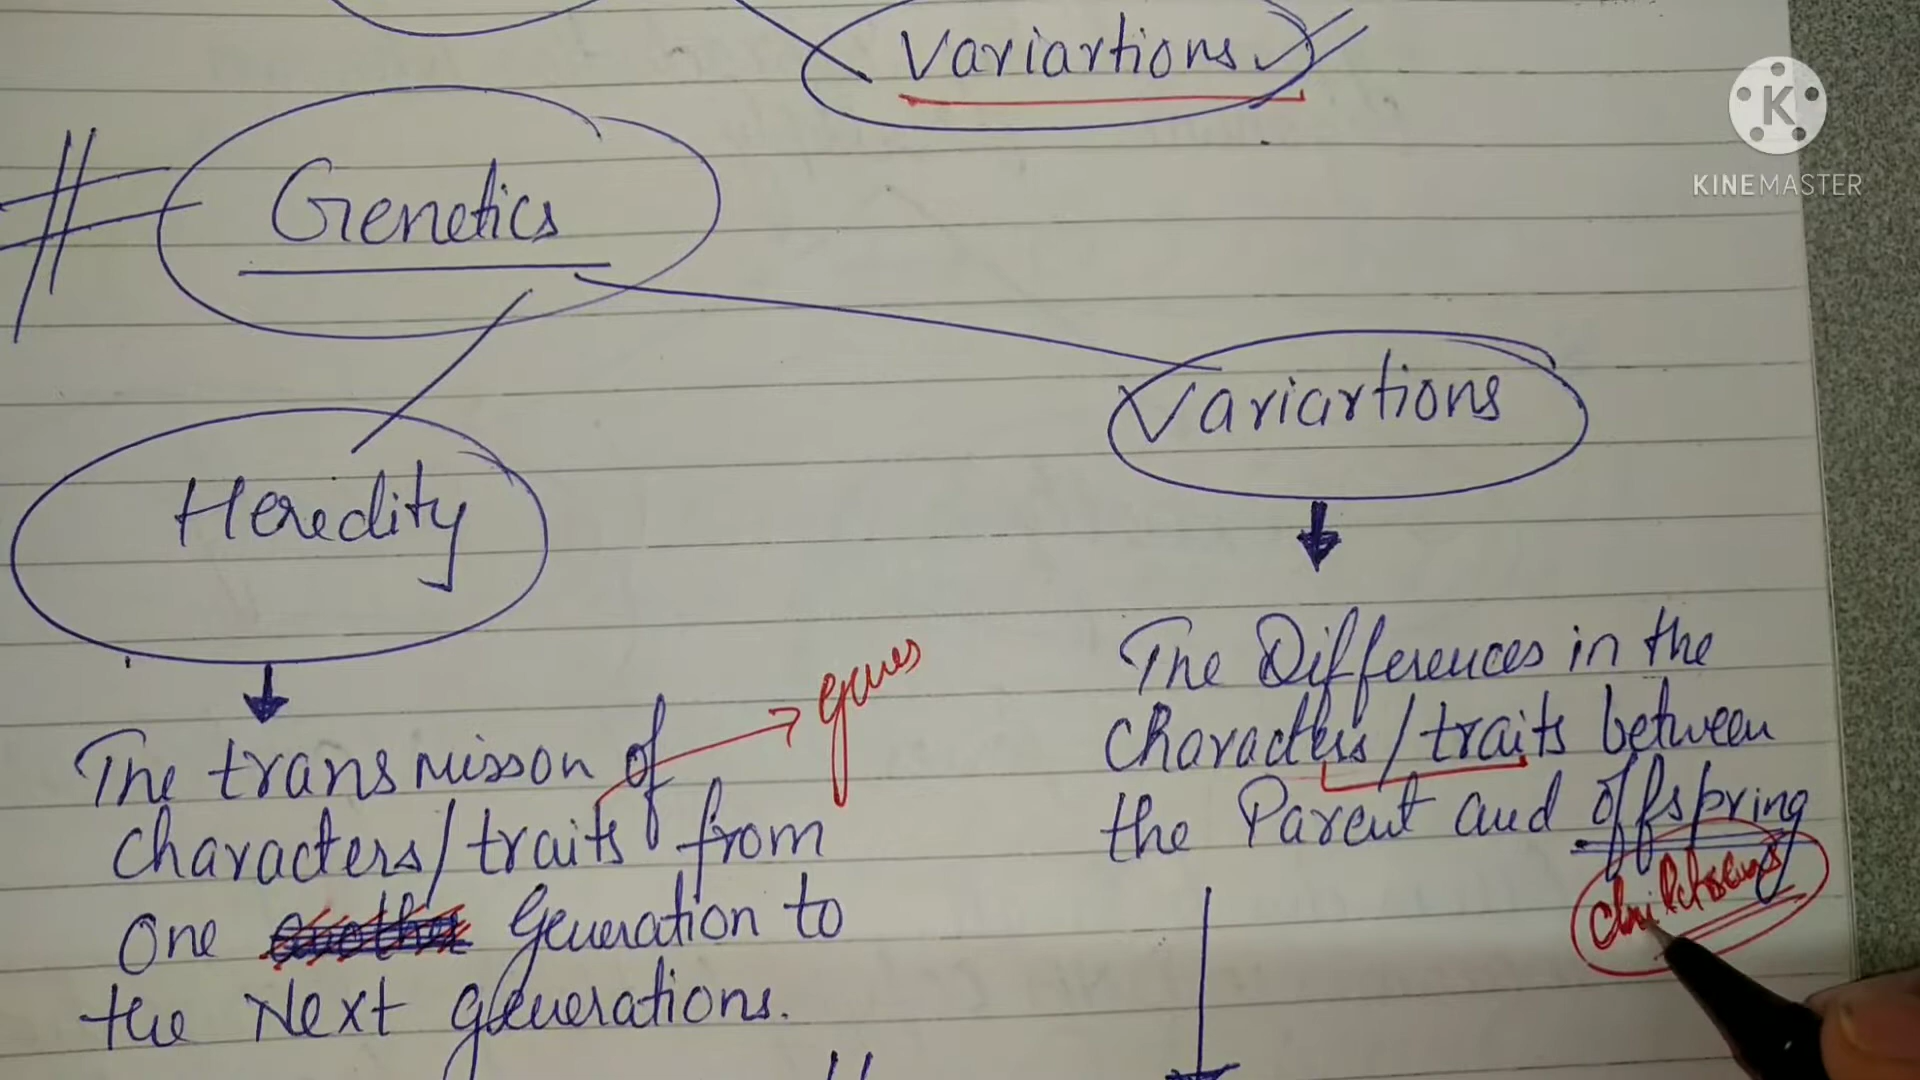 Variartions
KINEMASTER
# Genetics
Variartions
Heredity
The Differences in the
Characters/traits between
the Parent and offspring
childrens
genes
The transmisson of
Characters/traits from
one generation to
the Next generations.